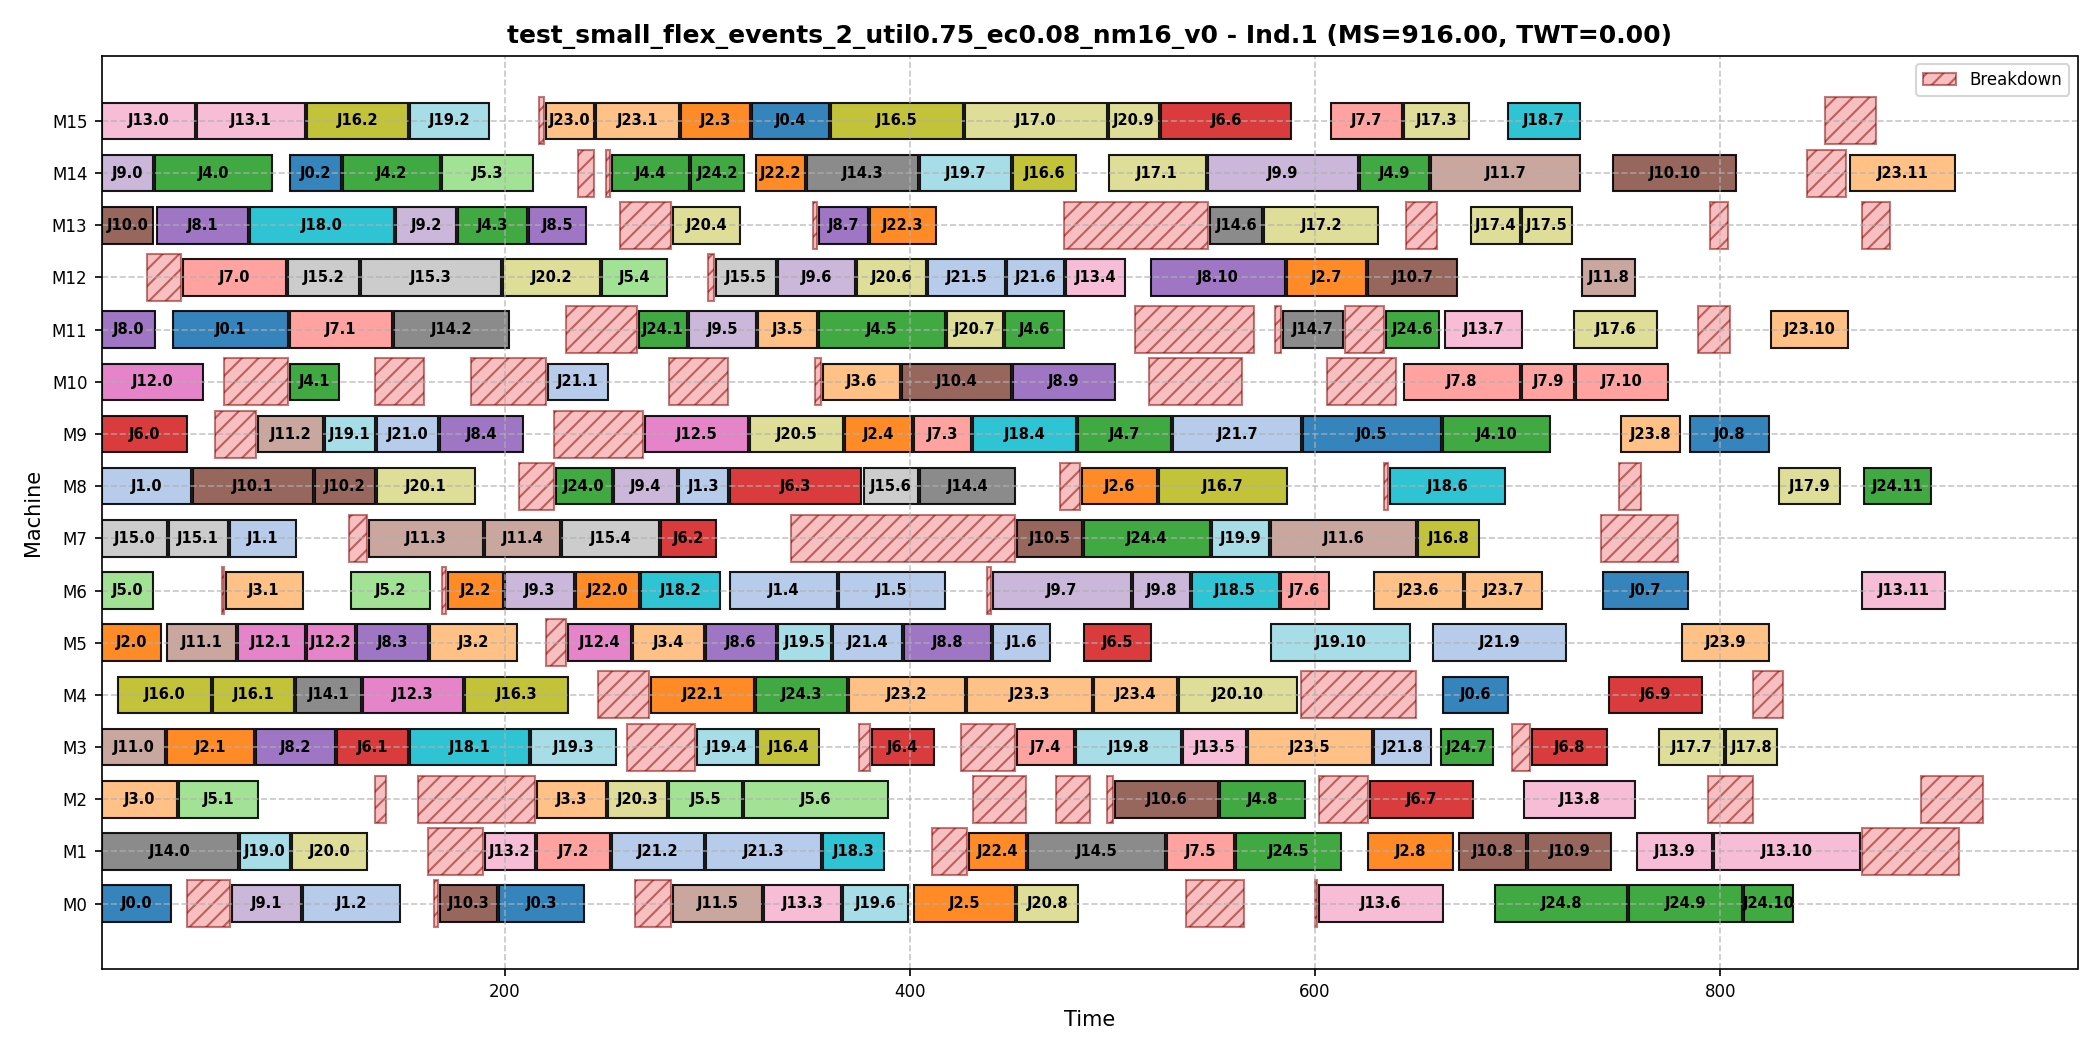 test_small_flex_events_2_util0.75_ec0.08_nm16_v0 - Ind.1 (MS=916.00, TWT=0.00)
Breakdown
M15 J13.0 J13.1 J16.2 J19.2 J23.0 J23.1 J2.3 J0.4 J16.5 J17.0 J20.9 J6.6 J7.7 J17.3 J18.7
M14 J9.0 J4.0 J0.2 J4.2 J5.3 J4.4 J24.2 J22.2 J14.3 J19.7 J16.6 J17.1 J9.9 J4.9 J11.7 J10.10 J23.11
M13 J10.0 J8.1 J18.0 J9.2 J4.3 J8.5 J20.4 J8.7 J22.3 J14.6 J17.2 J17.4 J17.5
M12 J7.0 J15.2 J15.3 J20.2 J5.4 J15.5 J9.6 J20.6 J21.5 J21.6 J13.4 J8.10 J2.7 J10.7 J11.8
M11 J8.0 J0.1 J7.1 J14.2 J24.1 J9.5 J3.5 J4.5 J20.7 J4.6 J14.7 J24.6 J13.7 J17.6 J23.10
M10 J12.0 J4.1 J21.1 J3.6 J10.4 J8.9 J7.8 J7.9 J7.10
M9 J6.0 J11.2 J19.1 J21.0 J8.4 J12.5 J20.5 J2.4 J7.3 J18.4 J4.7 J21.7 J0.5 J4.10 J23.8 J0.8
M8 J1.0 J10.1 J10.2 J20.1 J24.0 J9.4 J1.3 J6.3 J15.6 J14.4 J2.6 J16.7 J18.6 J17.9 J24.11
M7 J15.0 J15.1 J1.1 J11.3 J11.4 J15.4 J6.2 J10.5 J24.4 J19.9 J11.6 J16.8
M6 J5.0 J3.1 J5.2 J2.2 J9.3 J22.0 J18.2 J1.4 J1.5 J9.7 J9.8 J18.5 J7.6 J23.6 J23.7 J0.7 J13.11
M5 J2.0 J11.1 J12.1 J12.2 J8.3 J3.2 J12.4 J3.4 J8.6 J19.5 J21.4 J8.8 J1.6 J6.5 J19.10 J21.9 J23.9
M4 J16.0 J16.1 J14.1 J12.3 J16.3 J22.1 J24.3 J23.2 J23.3 J23.4 J20.10 J0.6 J6.9
M3 J11.0 J2.1 J8.2 J6.1 J18.1 J19.3 J19.4 J16.4 J6.4 J7.4 J19.8 J13.5 J23.5 J21.8 J24.7 J6.8 J17.7 J17.8
M2 J3.0 J5.1 J3.3 J20.3 J5.5 J5.6 J10.6 J4.8 J6.7 J13.8
M1 J14.0 J19.0 J20.0 J13.2 J7.2 J21.2 J21.3 J18.3 J22.4 J14.5 J7.5 J24.5 J2.8 J10.8 J10.9 J13.9 J13.10
M0 J0.0 J9.1 J1.2 J10.3 J0.3 J11.5 J13.3 J19.6 J2.5 J20.8 J13.6 J24.8 J24.9 J24.10
200 400 600 800
Time
Machine